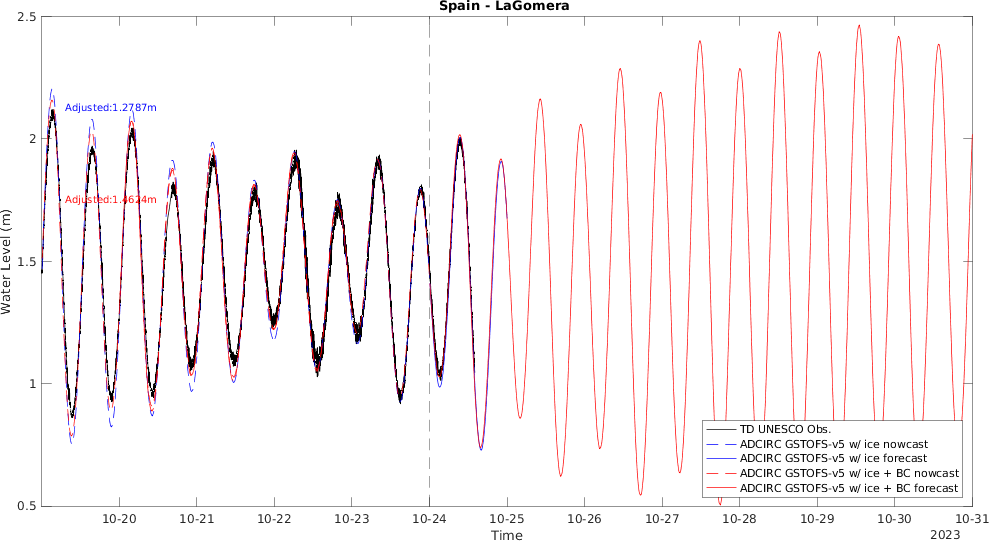 Spain - LaGomera
2.5
2
1.5
1
0.5
Water Level (m)
Adjusted:1.2787m
Adjusted:1.4624m
TD UNESCO Obs.
ADCIRC GSTOFS-v5 w/ ice nowcast
ADCIRC GSTOFS-v5 w/ ice forecast
ADCIRC GSTOFS-v5 w/ ice + BC nowcast
ADCIRC GSTOFS-v5 w/ ice + BC forecast
10-20 10-21 10-22 10-23 10-24 10-25 10-26 10-27 10-28 10-29 10-30 10-31
Time
2023